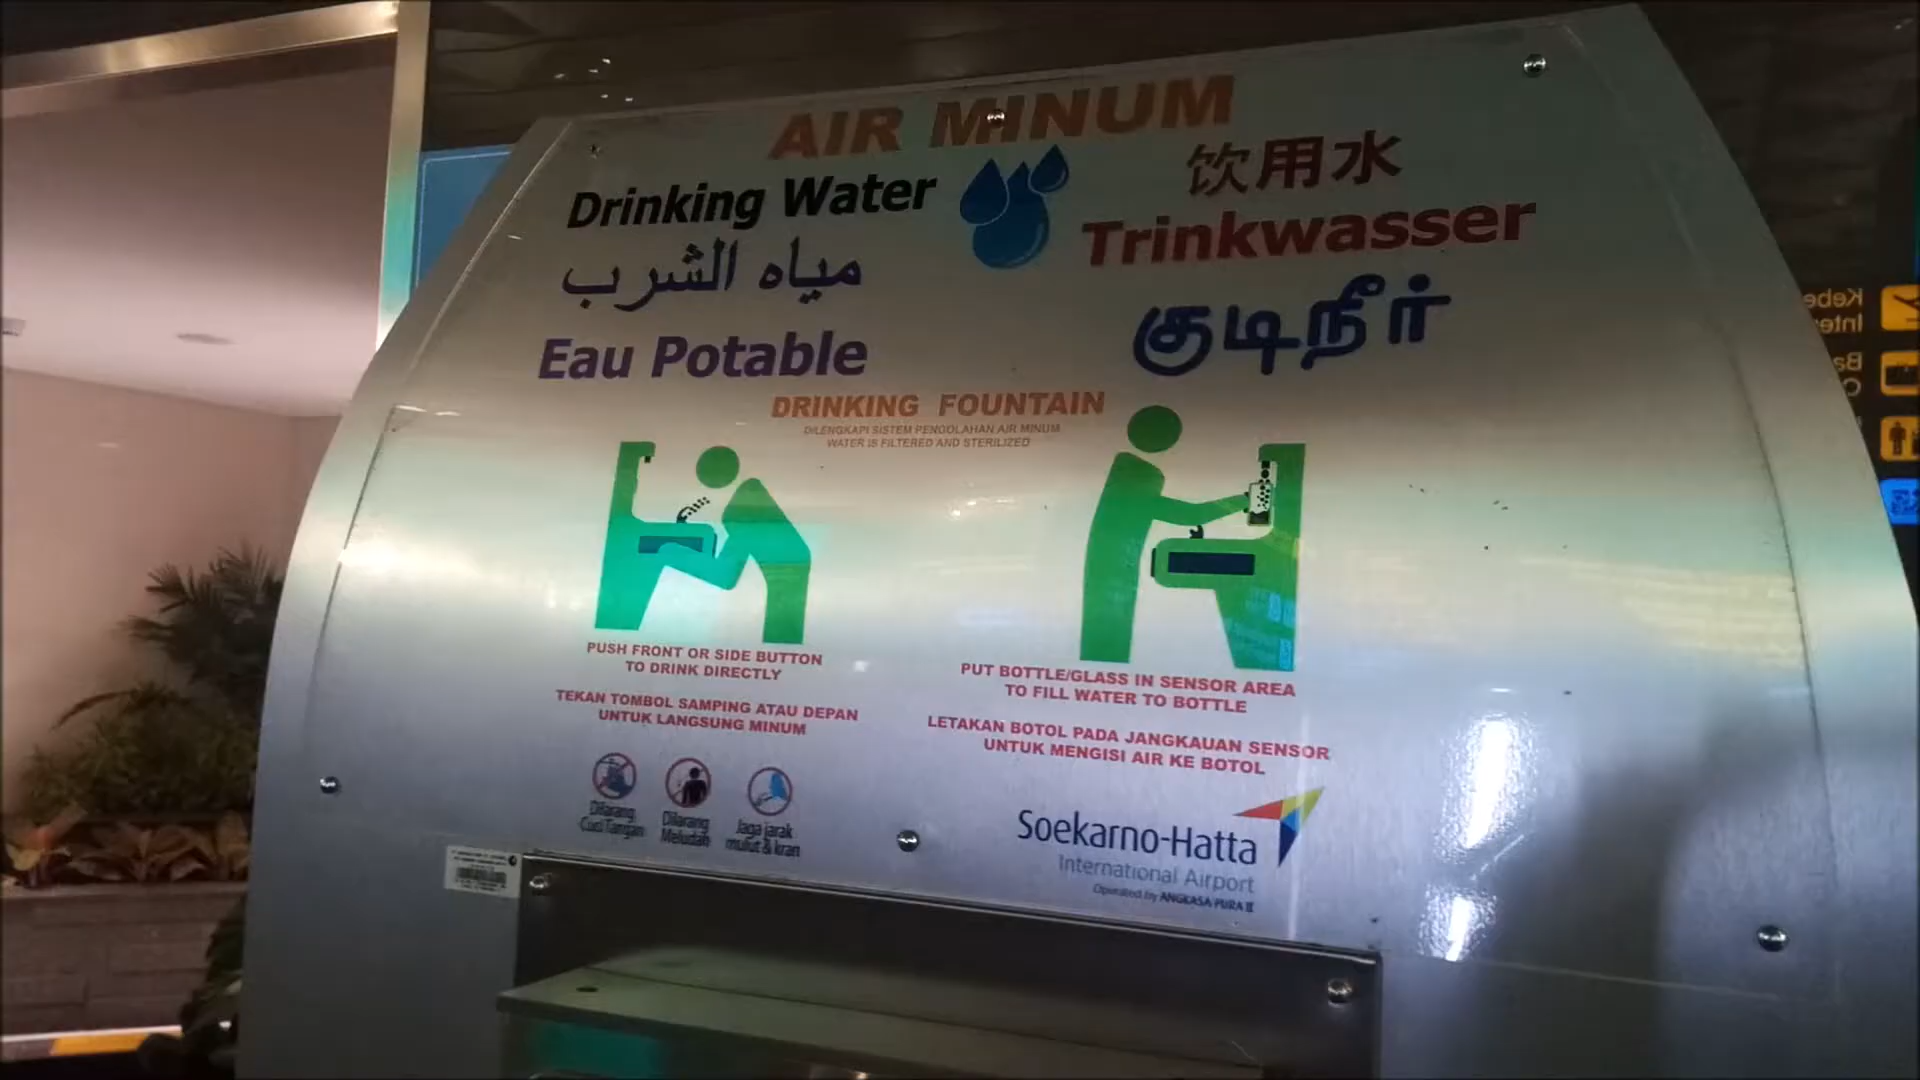 AIR MINUM
Drinking Water
مياه الشرب
Eau Potable
饮用水
Trinkwasser
குடிநீர்
DRINKING FOUNTAIN
DILENGKAPI SISTEM PENGOLAHAN AIR MINUM
WATER IS FILTERED AND STERILIZED
PUSH FRONT OR SIDE BUTTON
TO DRINK DIRECTLY
TEKAN TOMBOL SAMPING ATAU DEPAN
UNTUK LANGSUNG MINUM
PUT BOTTLE/GLASS IN SENSOR AREA
TO FILL WATER TO BOTTLE
LETAKAN BOTOL PADA JANGKAUAN SENSOR
UNTUK MENGISI AIR KE BOTOL
Dilarang
Cuci Tangan
Dilarang
Meludah
Jaga jarak
mulut & kran
Soekarno-Hatta
International Airport
Operated by ANGKASA PURA II